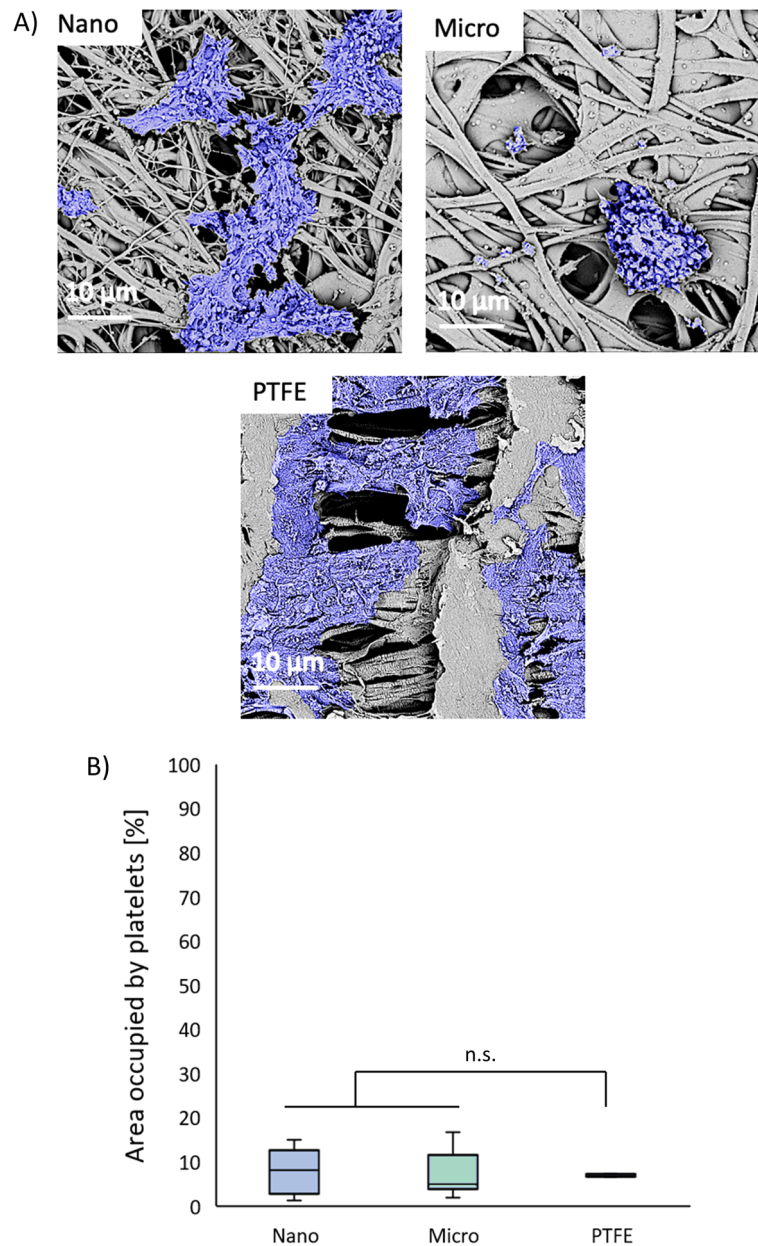 A)
Nano
Micro
10 µm
10 µm
PTFE
10 µm
B)
Area occupied by platelets [%]
100
90
80
70
60
50
40
30
20
10
0
n.s.
Nano
Micro
PTFE